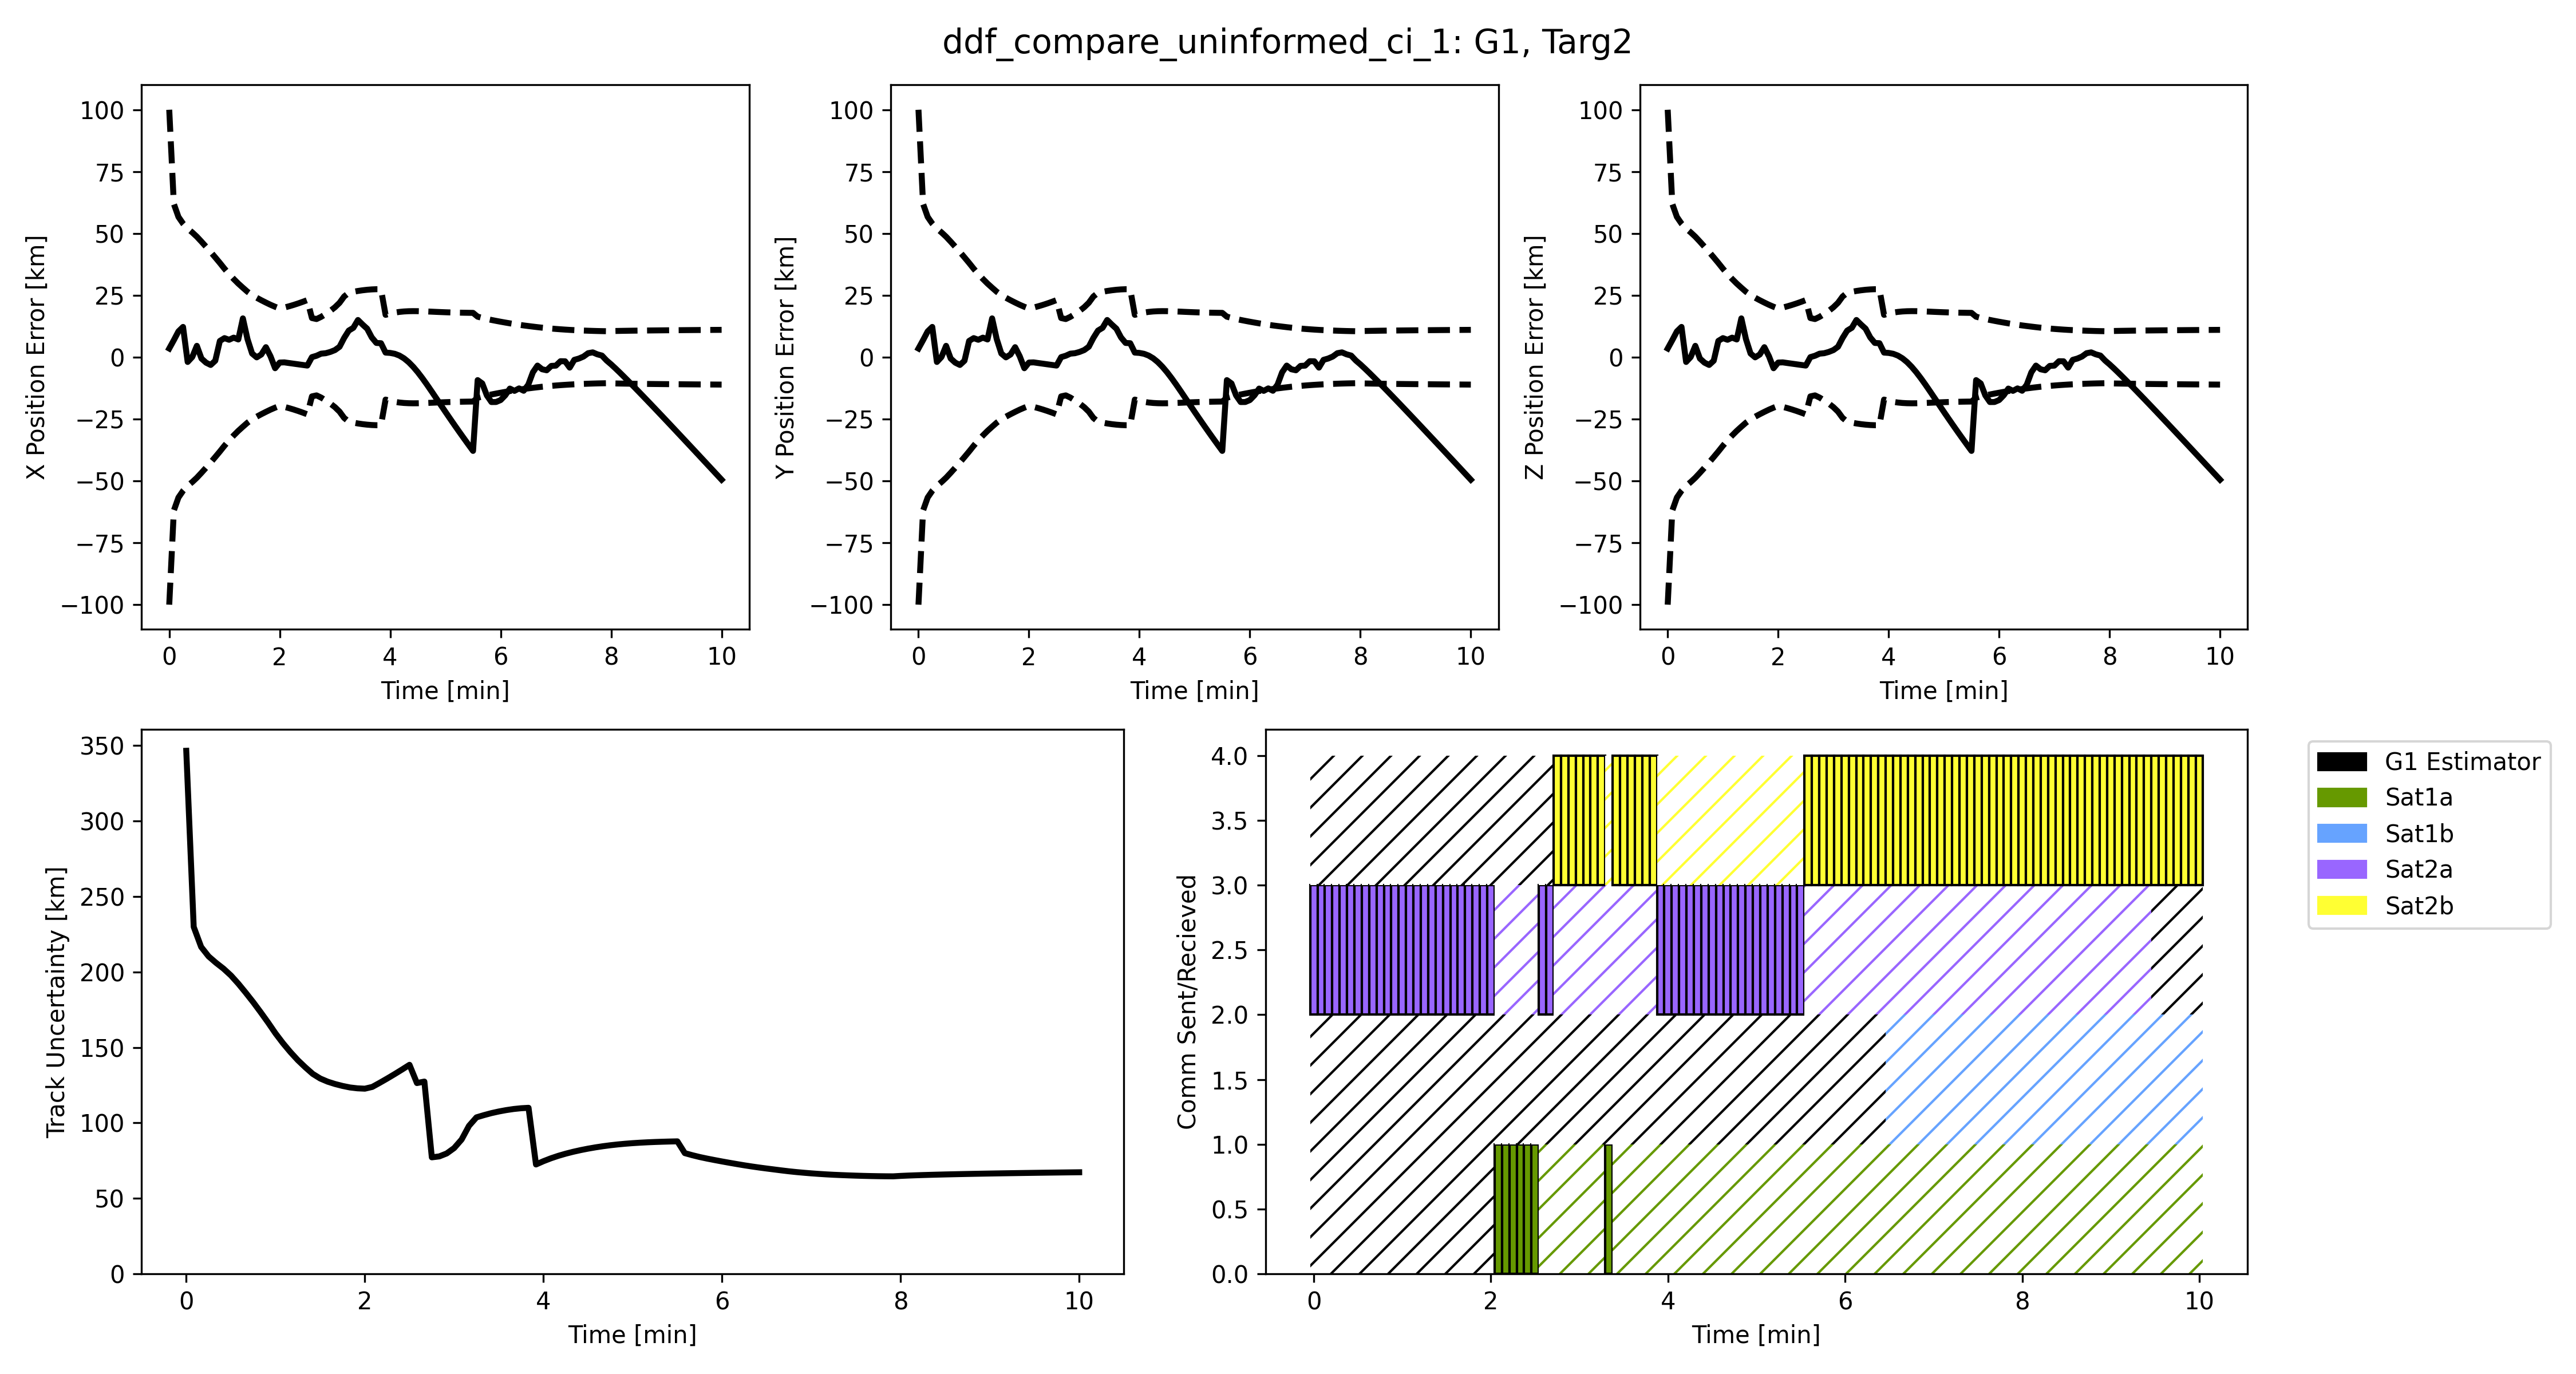 ddf_compare_uninformed_ci_1: G1, Targ2
X Position Error [km]
100
75
50
25
0
−25
−50
−75
−100
0 2 4 6 8 10
Time [min]
Y Position Error [km]
100
75
50
25
0
−25
−50
−75
−100
0 2 4 6 8 10
Time [min]
Z Position Error [km]
100
75
50
25
0
−25
−50
−75
−100
0 2 4 6 8 10
Time [min]
Track Uncertainty [km]
350
300
250
200
150
100
50
0
0 2 4 6 8 10
Time [min]
Comm Sent/Recieved
4.0
3.5
3.0
2.5
2.0
1.5
1.0
0.5
0.0
0 2 4 6 8 10
Time [min]
G1 Estimator
Sat1a
Sat1b
Sat2a
Sat2b